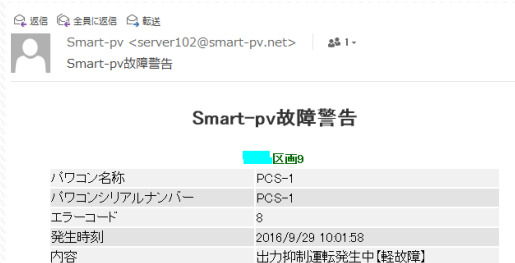 返信 全員に返信 転送
Smart-pv <server102@smart-pv.net> 1
Smart-pv故障警告
Smart-pv故障警告
区画9
パワコン名称 PCS-1
パワコンシリアルナンバー PCS-1
エラーコード 8
発生時刻 2016/9/29 10:01:58
内容 出力抑制運転発生中【軽故障】